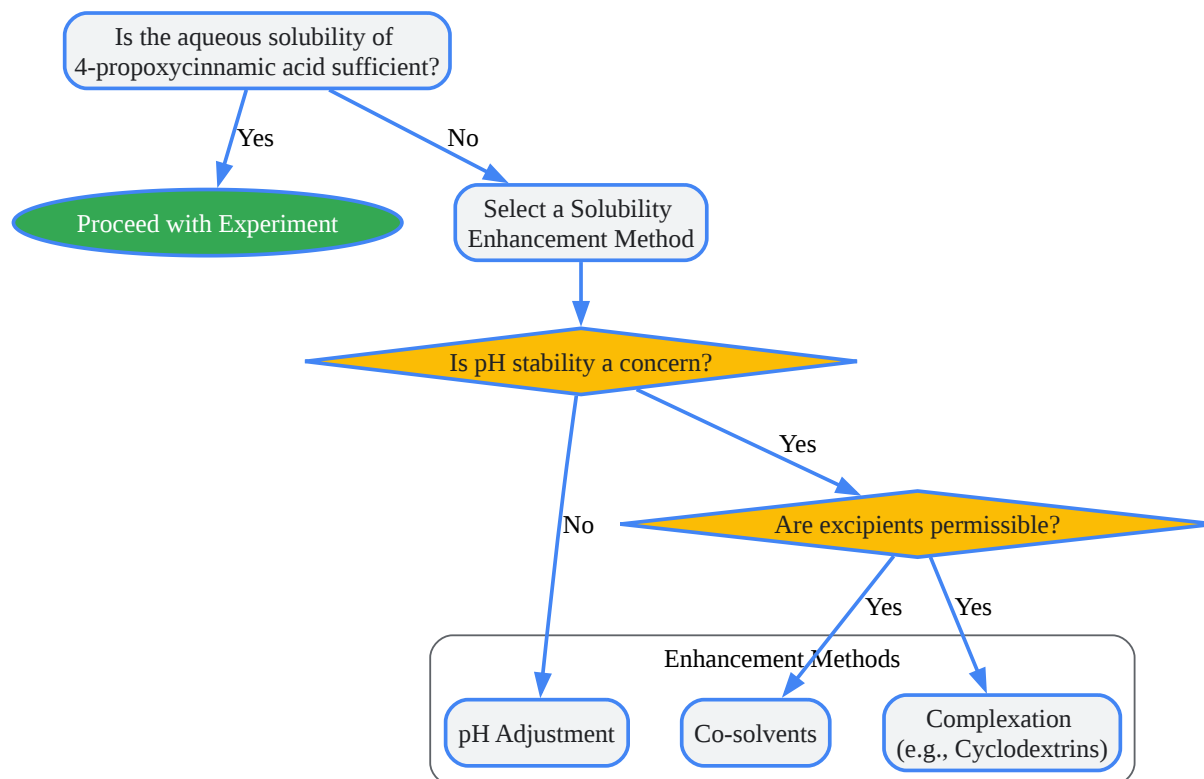 Is the aqueous solubility of
4-propoxycinnamic acid sufficient?
Yes
No
Proceed with Experiment
Select a Solubility
Enhancement Method
Is pH stability a concern?
Yes
No
Are excipients permissible?
Yes
Yes
Enhancement Methods
pH Adjustment
Co-solvents
Complexation
(e.g., Cyclodextrins)